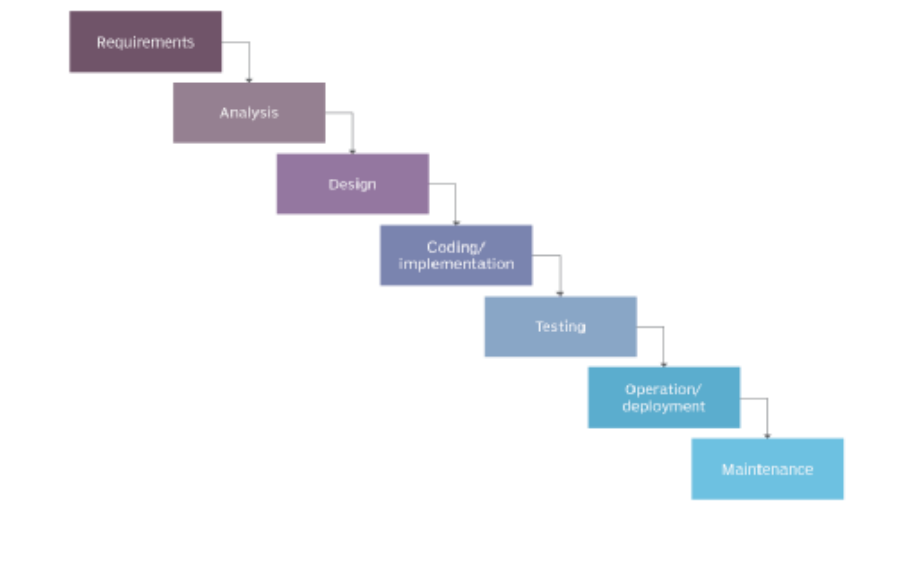 Requirements
Analysis
Design
Coding/
implementation
Testing
Operation/
deployment
Maintenance